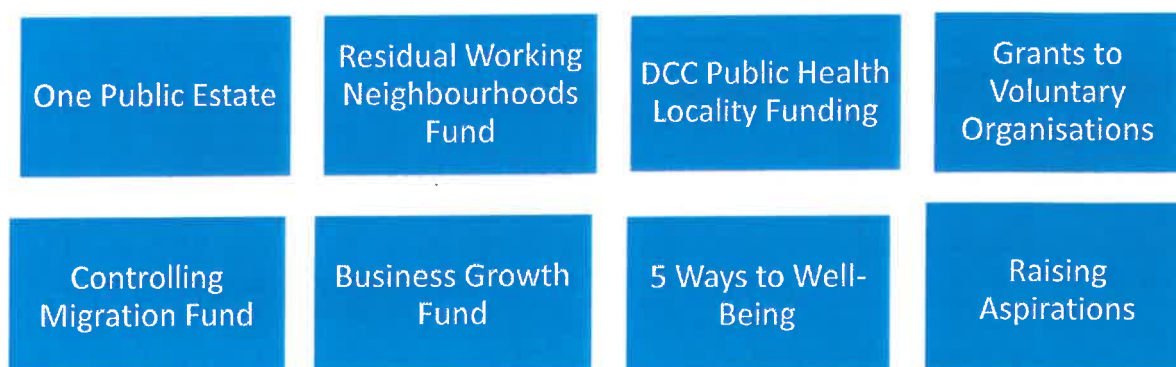 One Public Estate
Residual Working
Neighbourhoods
Fund
DCC Public Health
Locality Funding
Grants to
Voluntary
Organisations
Controlling
Migration Fund
Business Growth
Fund
5 Ways to Well-
Being
Raising
Aspirations